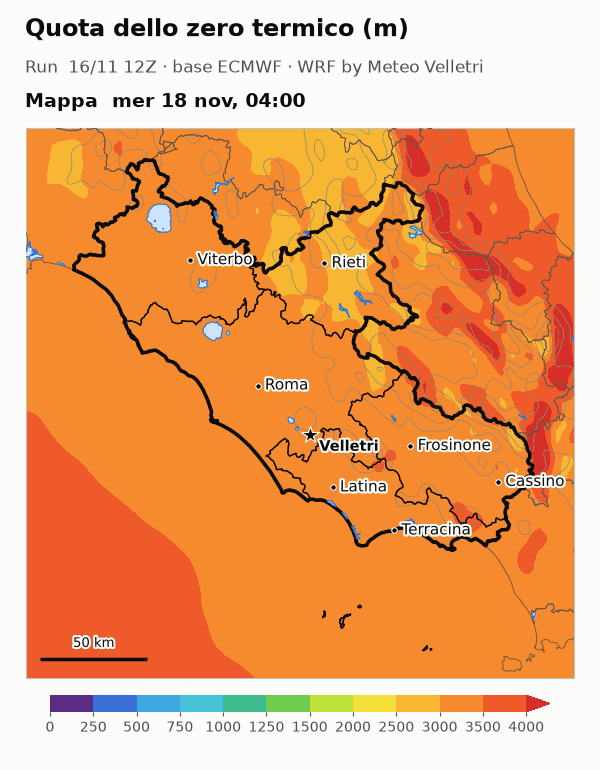 Quota dello zero termico (m)
Run  16/11 12Z · base ECMWF · WRF by Meteo Velletri
Mappa  mer 18 nov, 04:00
Viterbo
Rieti
Roma
Velletri
Frosinone
Cassino
Latina
Terracina
50 km
0 250 500 750 1000 1250 1500 2000 2500 3000 3500 4000